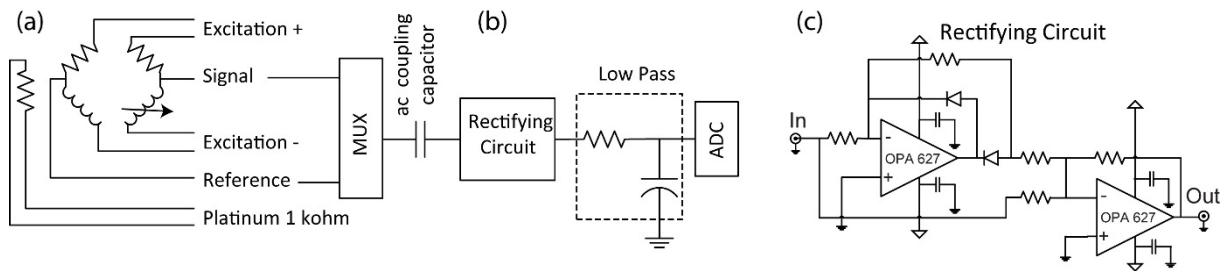 (a)
Excitation +
Signal
Excitation -
Reference
Platinum 1 kohm
MUX
ac coupling
capacitor
(b)
Rectifying
Circuit
Low Pass
ADC
(c)
Rectifying Circuit
In
-
OPA 627
+
-
OPA 627
+
Out